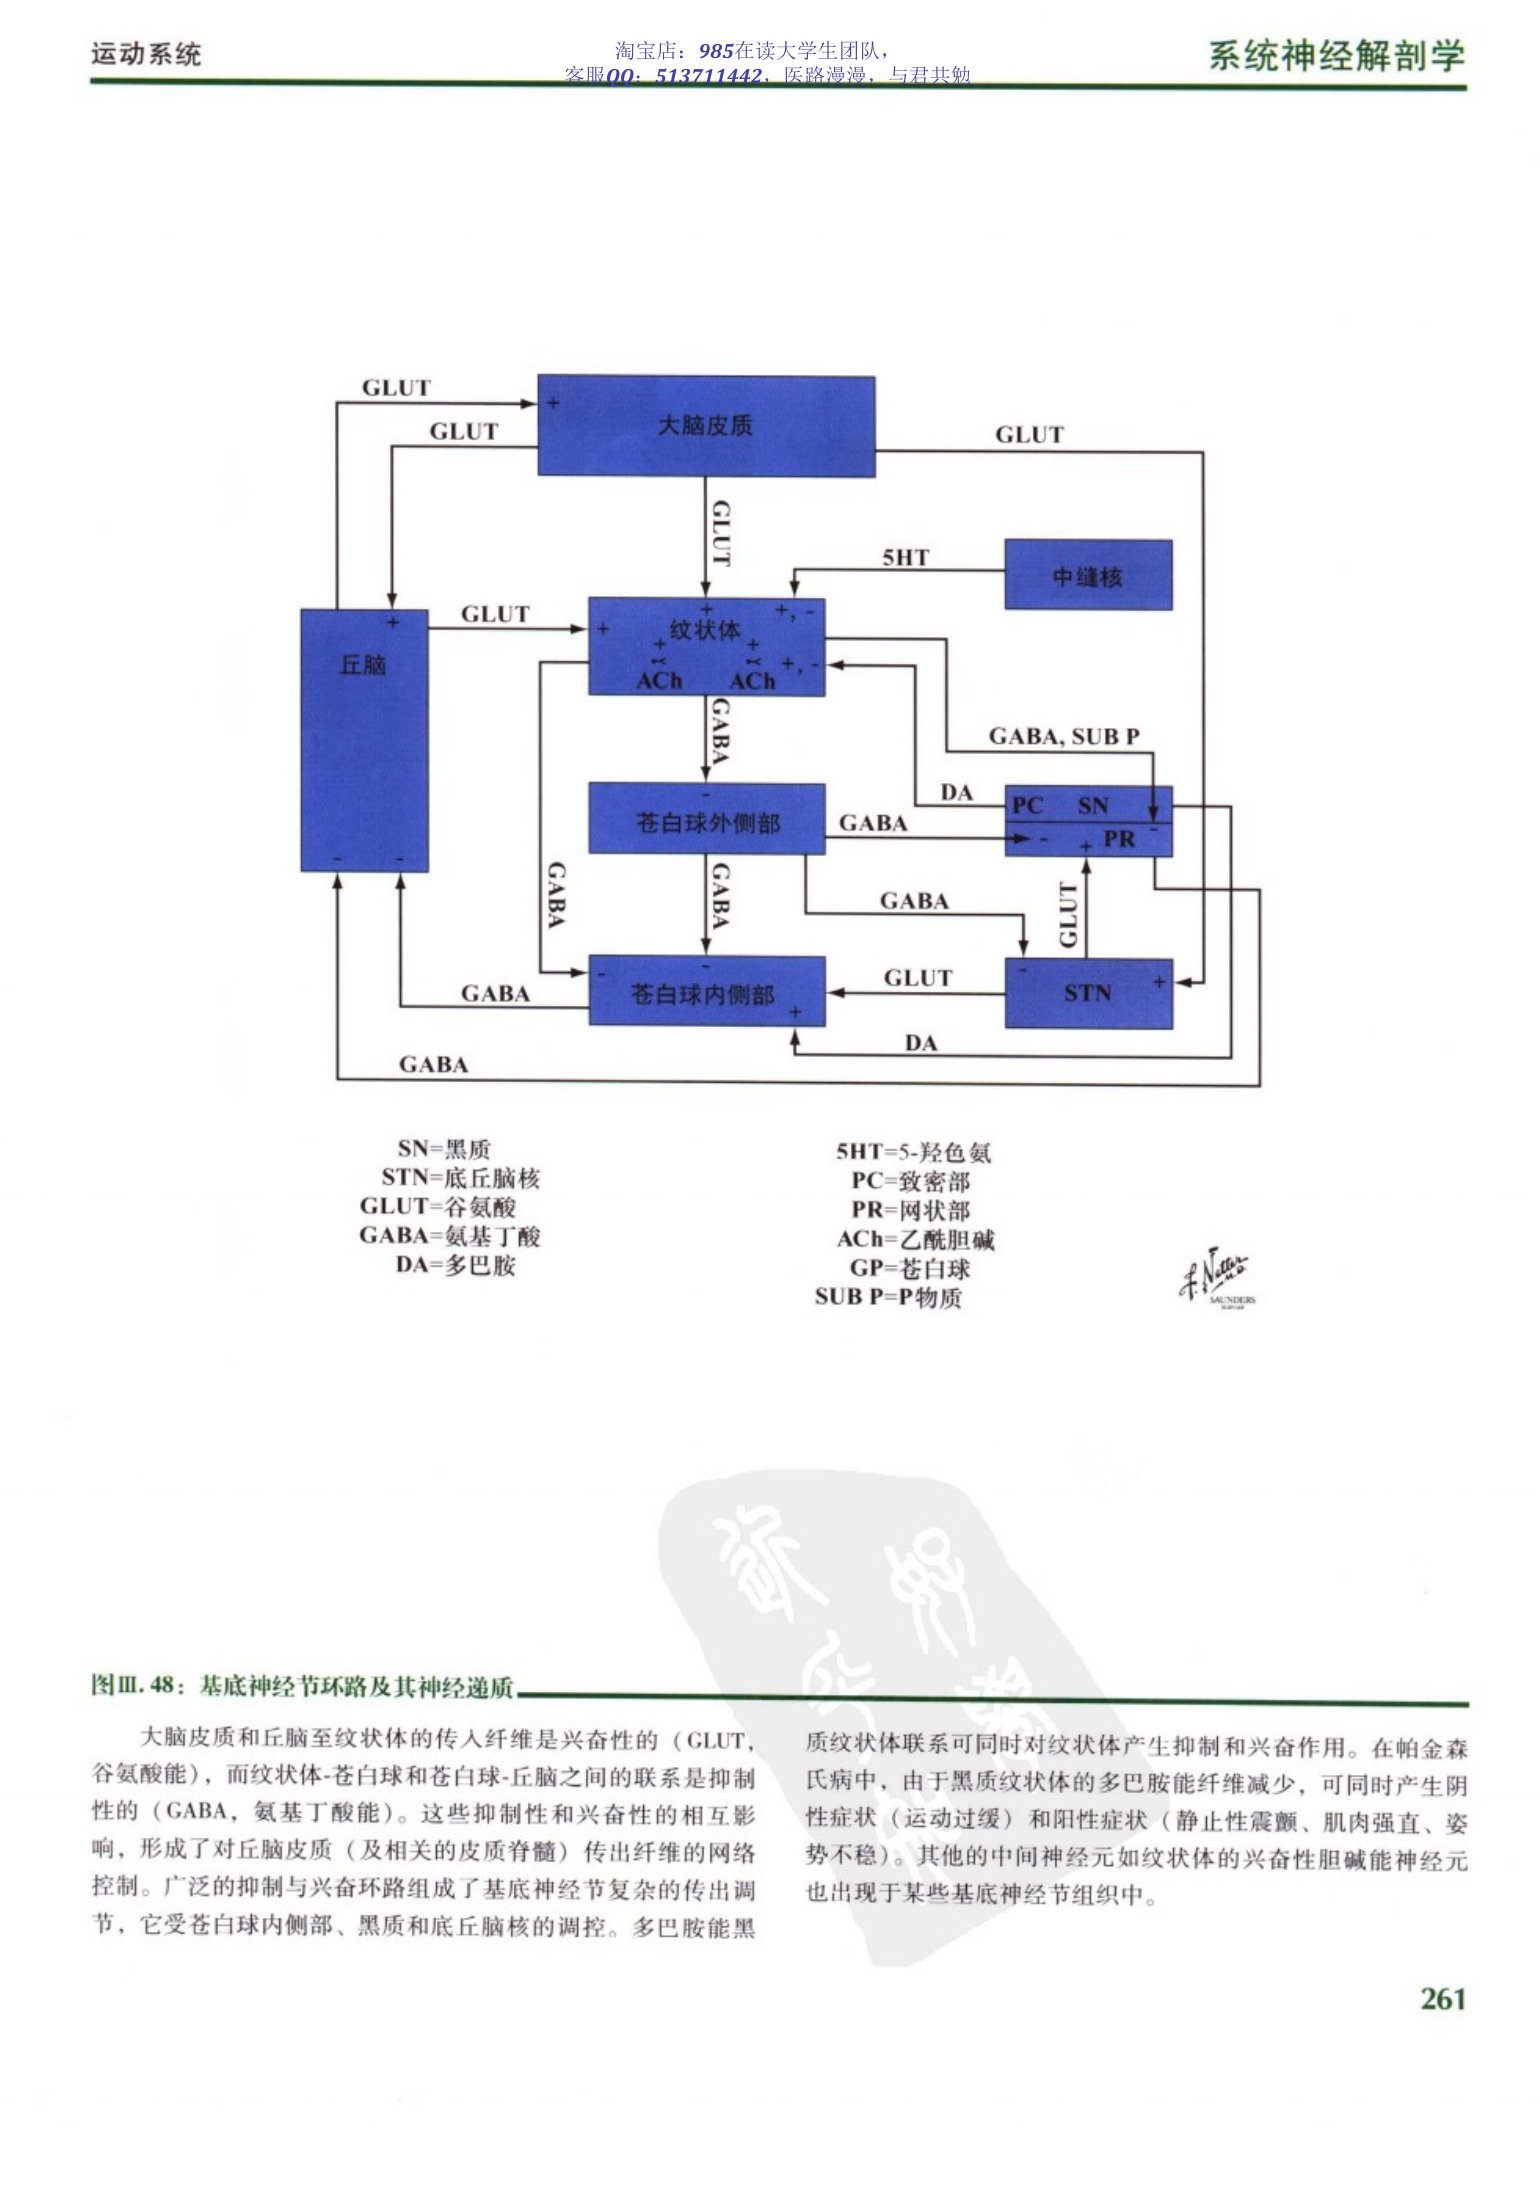 运动系统
淘宝店：985在读大学生团队，
客服QQ：513711442，医路漫漫，与君共勉
系统神经解剖学
GLUT
+
大脑皮质
GLUT
GLUT
GLUT
5HT
中缝核
+
丘脑
GLUT
+
+
+, -
纹状体
+
+
+, -
ACh
ACh
GABA
GABA, SUB P
DA
PC
SN
-
苍白球外侧部
GABA
-
+
PR
-
-
-
GABA
GABA
GABA
GLUT
-
-
苍白球内侧部
+
GABA
GLUT
-
STN
+
DA
GABA
SN=黑质
STN=底丘脑核
GLUT=谷氨酸
GABA=氨基丁酸
DA=多巴胺
5HT=5-羟色氨
PC=致密部
PR=网状部
ACh=乙酰胆碱
GP=苍白球
SUB P=P物质
F. Netter M.D.
SAUNDERS
图Ⅲ.48：基底神经节环路及其神经递质
大脑皮质和丘脑至纹状体的传入纤维是兴奋性的（GLUT，
谷氨酸能），而纹状体-苍白球和苍白球-丘脑之间的联系是抑制
性的（GABA，氨基丁酸能）。这些抑制性和兴奋性的相互影
响，形成了对丘脑皮质（及相关的皮质脊髓）传出纤维的网络
控制。广泛的抑制与兴奋环路组成了基底神经节复杂的传出调
节，它受苍白球内侧部、黑质和底丘脑核的调控。多巴胺能黑
质纹状体联系可同时对纹状体产生抑制和兴奋作用。在帕金森
氏病中，由于黑质纹状体的多巴胺能纤维减少，可同时产生阴
性症状（运动过缓）和阳性症状（静止性震颤、肌肉强直、姿
势不稳）。其他的中间神经元如纹状体的兴奋性胆碱能神经元
也出现于某些基底神经节组织中。
261